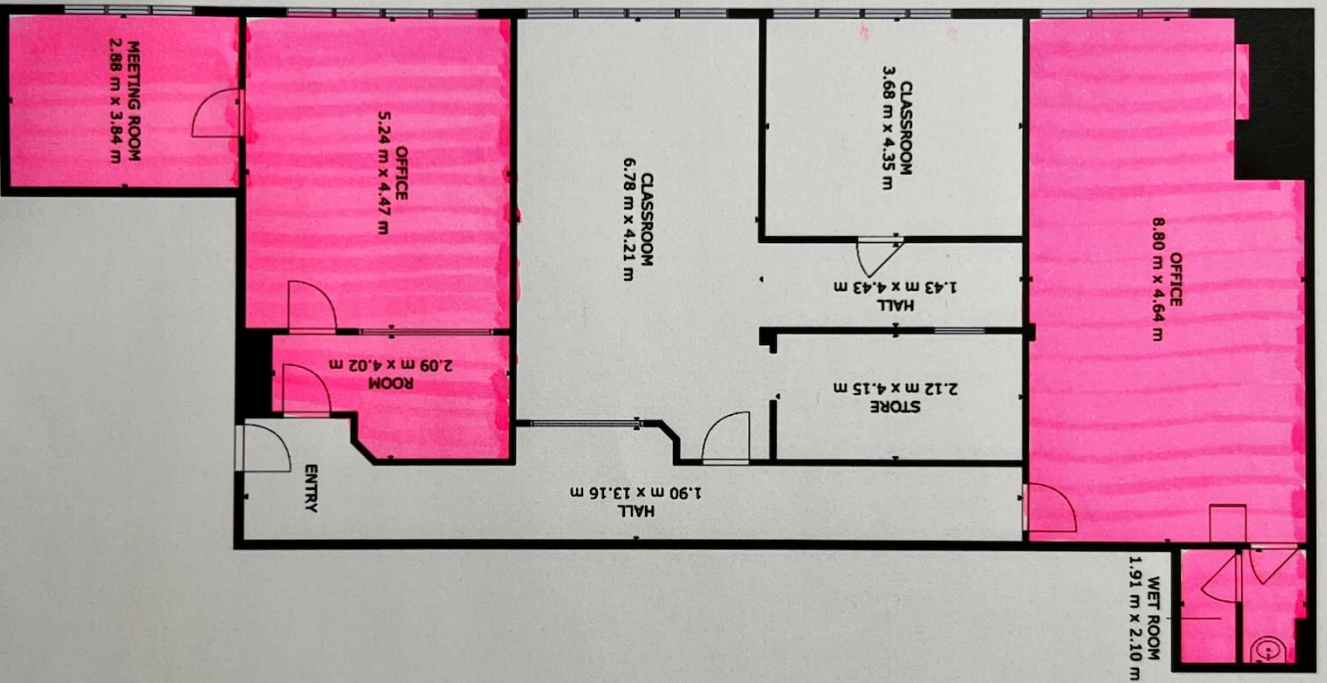 MEETING ROOM
2.88 m x 3.84 m
OFFICE
5.24 m x 4.47 m
CLASSROOM
6.78 m x 4.21 m
CLASSROOM
3.68 m x 4.35 m
OFFICE
8.80 m x 4.64 m
HALL
1.43 m x 4.43 m
ROOM
2.09 m x 4.02 m
STORE
2.12 m x 4.15 m
ENTRY
HALL
1.90 m x 13.16 m
WET ROOM
1.91 m x 2.10 m